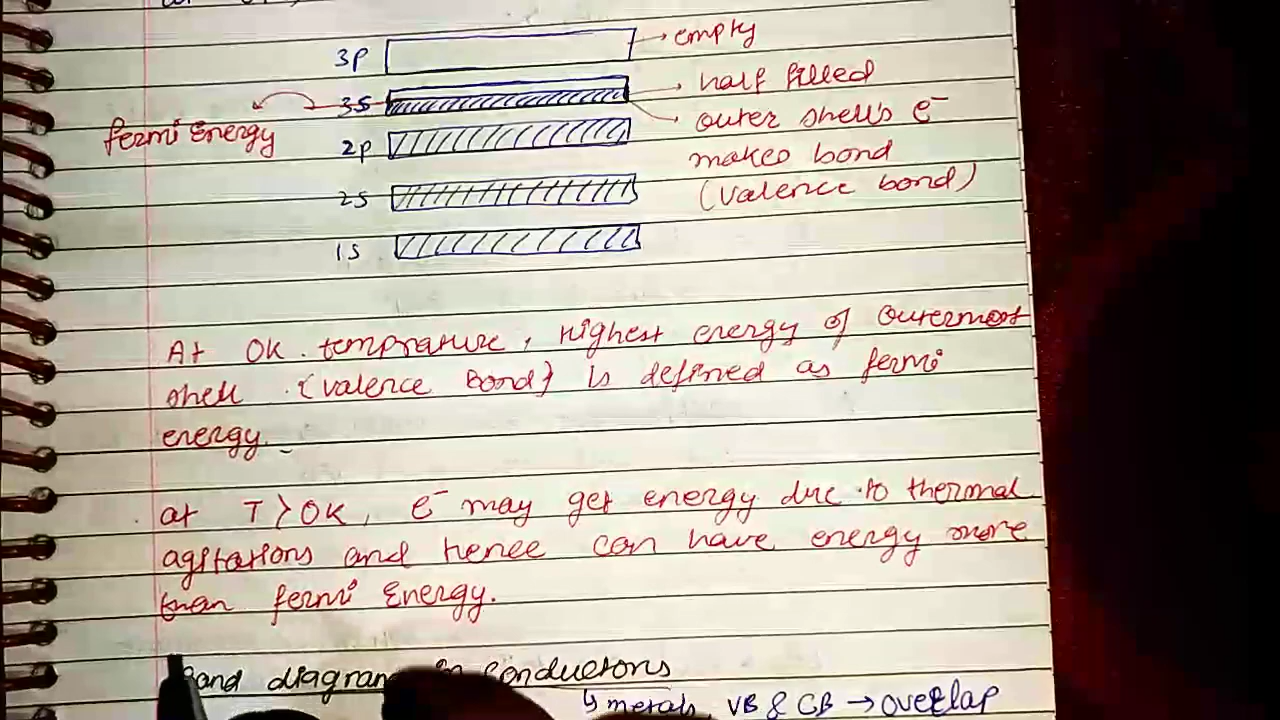 3p → empty
→ half filled
3s
fermi energy
outer shell's e⁻
2p makes bond
(valence bond)
2s
1s
At 0K temprature, Highest energy of outermost
shell {valence Bond} is defined as fermi
energy.
at T>0K, e⁻ may get energy due to thermal
agitations and hence can have energy more
than fermi Energy.
Band diagram in conductors
↳ metals, VB & CB → overlap